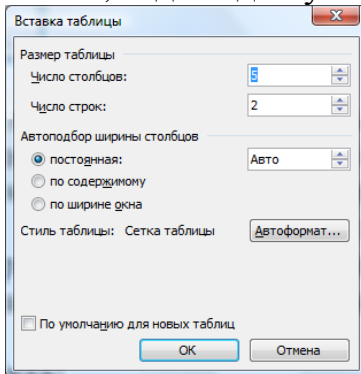 Вставка таблицы
Размер таблицы
Число столбцов: 5
Число строк: 2
Автоподбор ширины столбцов
постоянная: Авто
по содержимому
по ширине окна
Стиль таблицы: Сетка таблицы Автоформат...
По умолчанию для новых таблиц
ОК Отмена